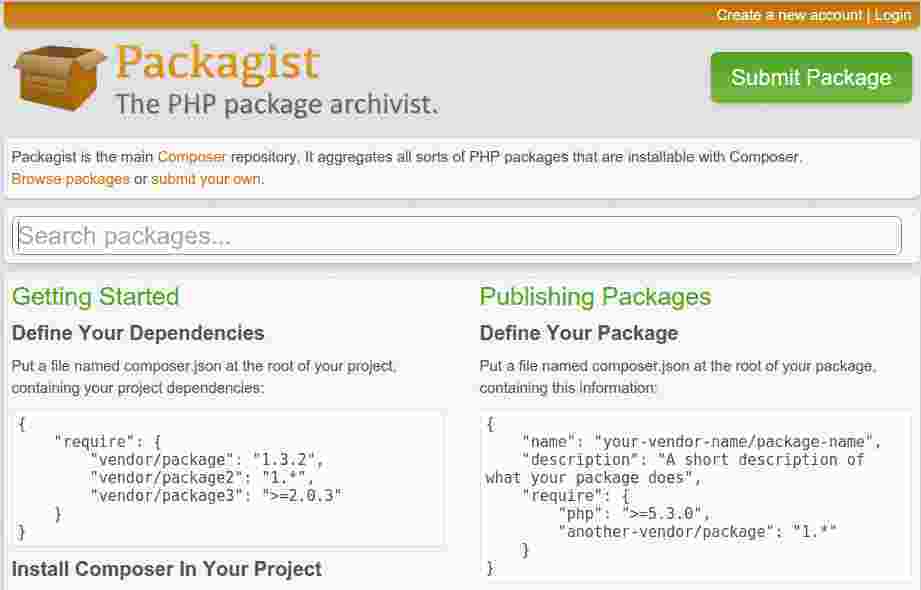 Create a new account | Login
Packagist
The PHP package archivist.
Submit Package
Packagist is the main Composer repository. It aggregates all sorts of PHP packages that are installable with Composer.
Browse packages or submit your own.
Search packages...
Getting Started
Define Your Dependencies
Put a file named composer.json at the root of your project,
containing your project dependencies:
{
    "require": {
        "vendor/package": "1.3.2",
        "vendor/package2": "1.*",
        "vendor/package3": ">=2.0.3"
    }
}
Install Composer In Your Project
Publishing Packages
Define Your Package
Put a file named composer.json at the root of your package,
containing this information:
{
    "name": "your-vendor-name/package-name",
    "description": "A short description of
what your package does",
    "require": {
        "php": ">=5.3.0",
        "another-vendor/package": "1.*"
    }
}